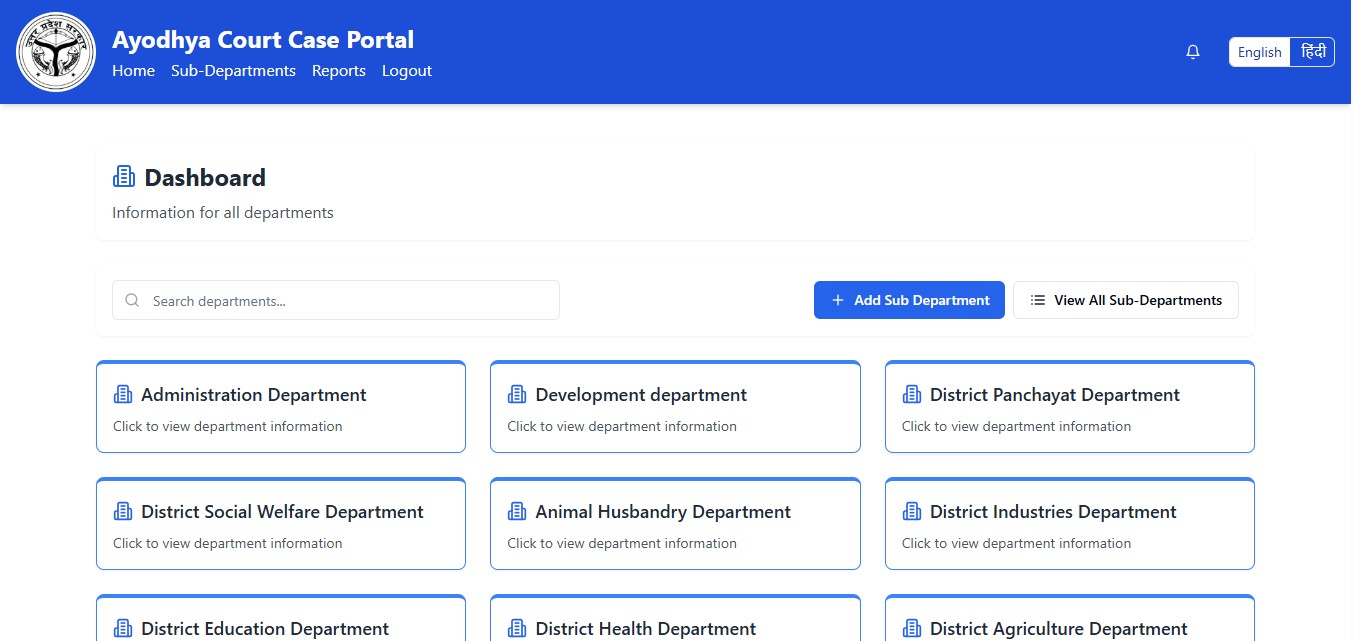 उत्तर प्रदेश सरकार
Ayodhya Court Case Portal
Home Sub-Departments Reports Logout
English हिंदी
Dashboard
Information for all departments
Search departments...
Add Sub Department
View All Sub-Departments
Administration Department
Click to view department information
Development department
Click to view department information
District Panchayat Department
Click to view department information
District Social Welfare Department
Click to view department information
Animal Husbandry Department
Click to view department information
District Industries Department
Click to view department information
District Education Department
District Health Department
District Agriculture Department